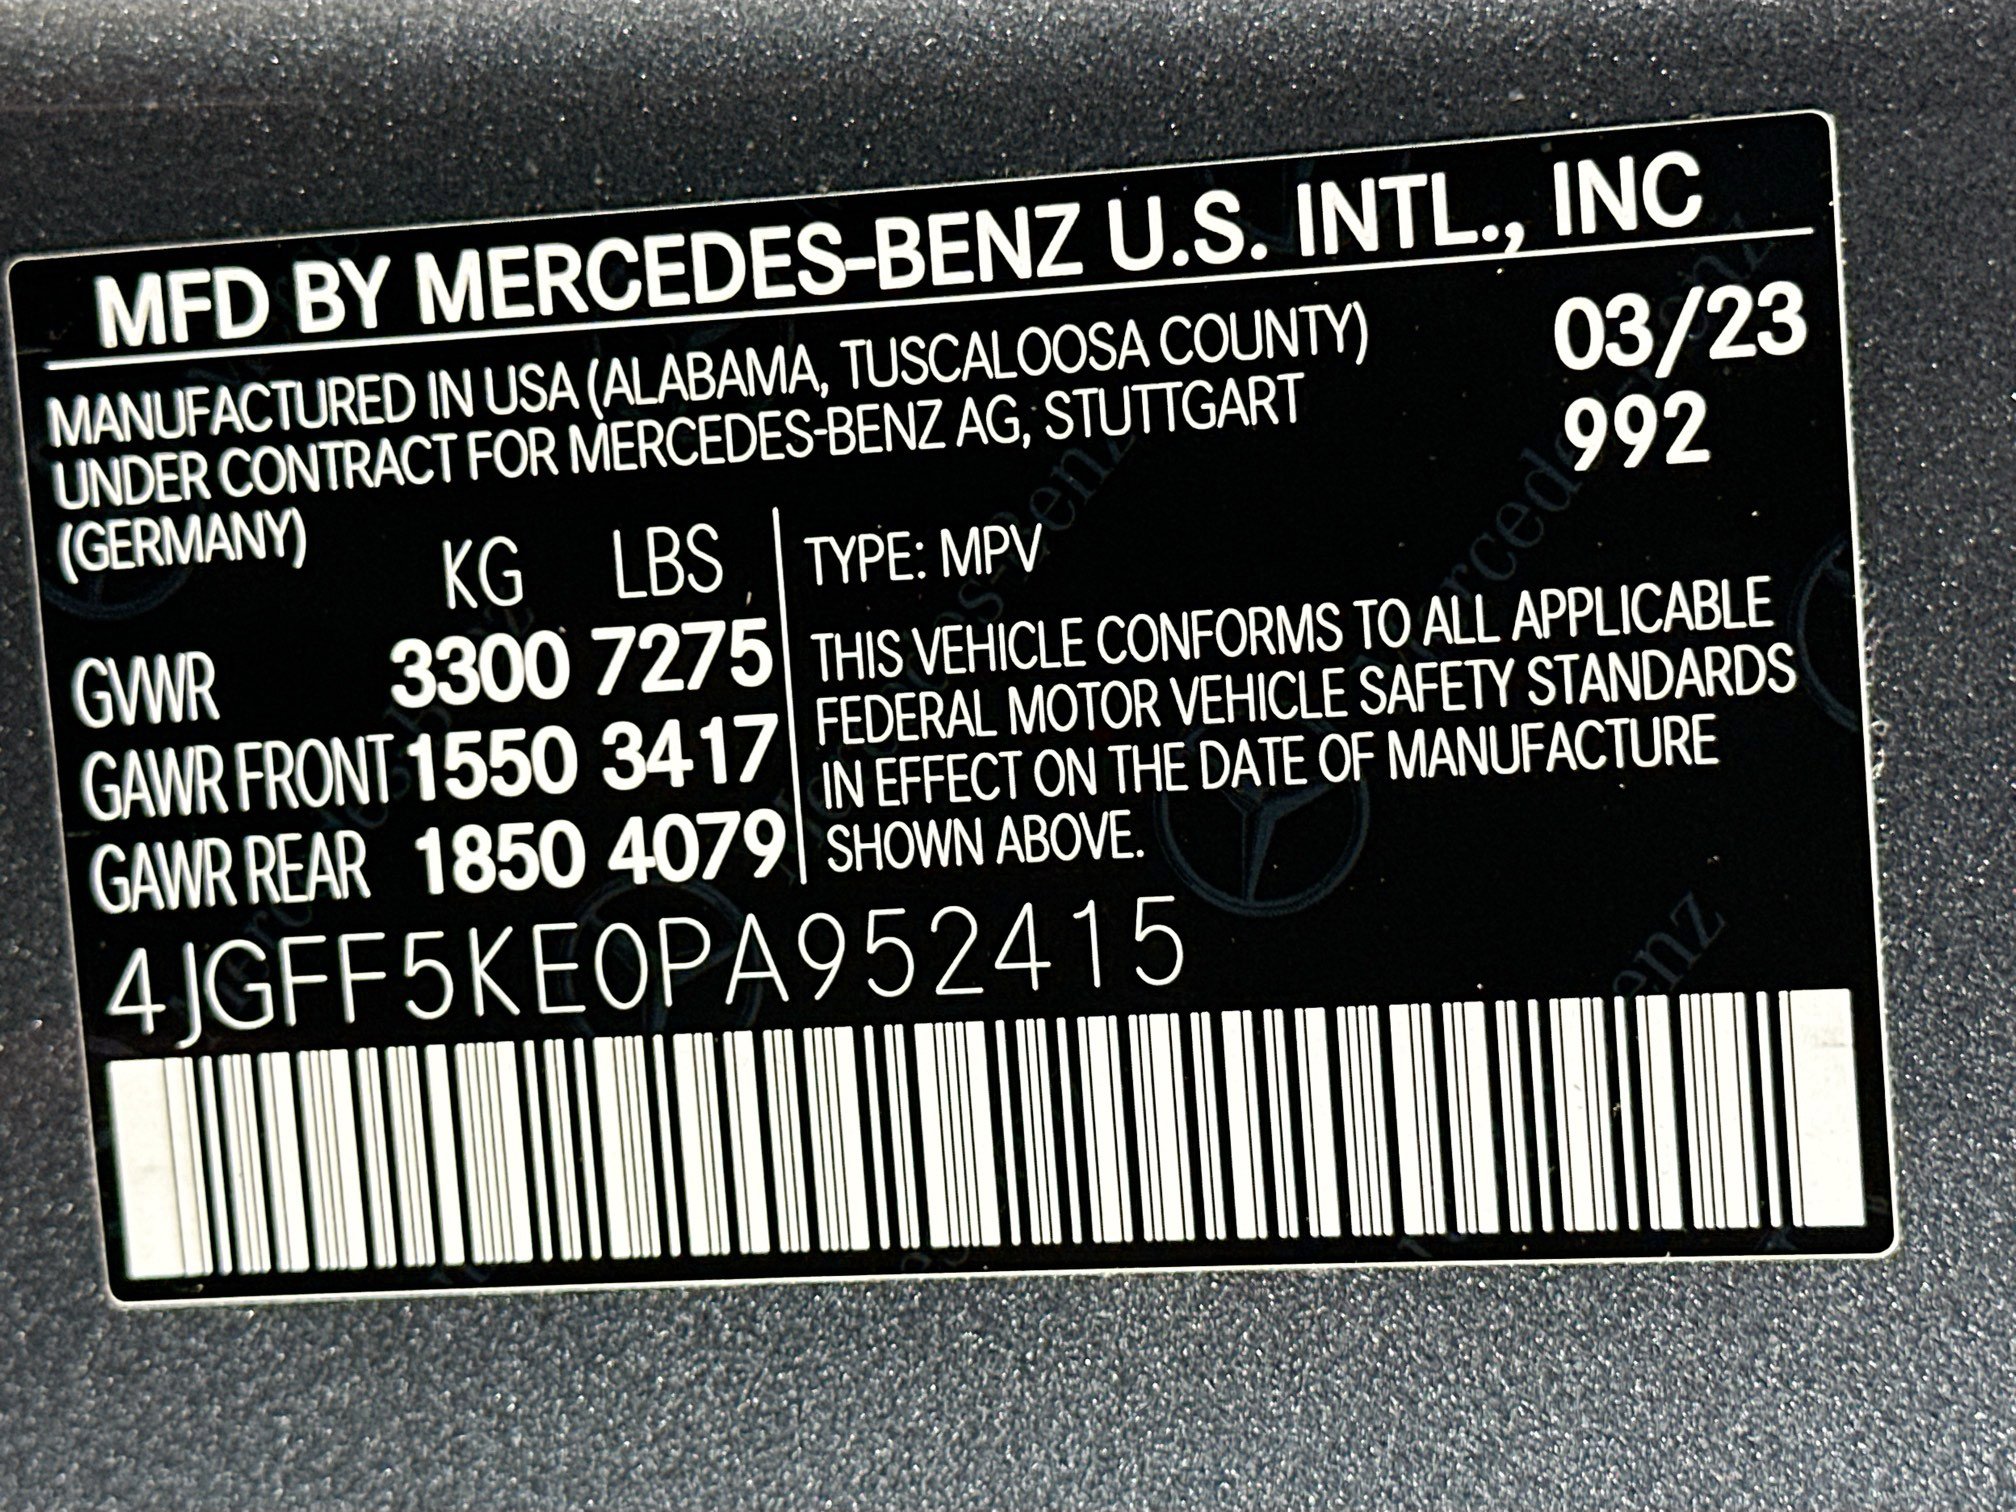 MFD BY MERCEDES-BENZ U.S. INTL., INC
MANUFACTURED IN USA (ALABAMA, TUSCALOOSA COUNTY) 03/23
UNDER CONTRACT FOR MERCEDES-BENZ AG, STUTTGART 992
(GERMANY)
KG LBS
GVWR 3300 7275
GAWR FRONT 1550 3417
GAWR REAR 1850 4079
TYPE: MPV
THIS VEHICLE CONFORMS TO ALL APPLICABLE
FEDERAL MOTOR VEHICLE SAFETY STANDARDS
IN EFFECT ON THE DATE OF MANUFACTURE
SHOWN ABOVE.
4JGFF5KE0PA952415